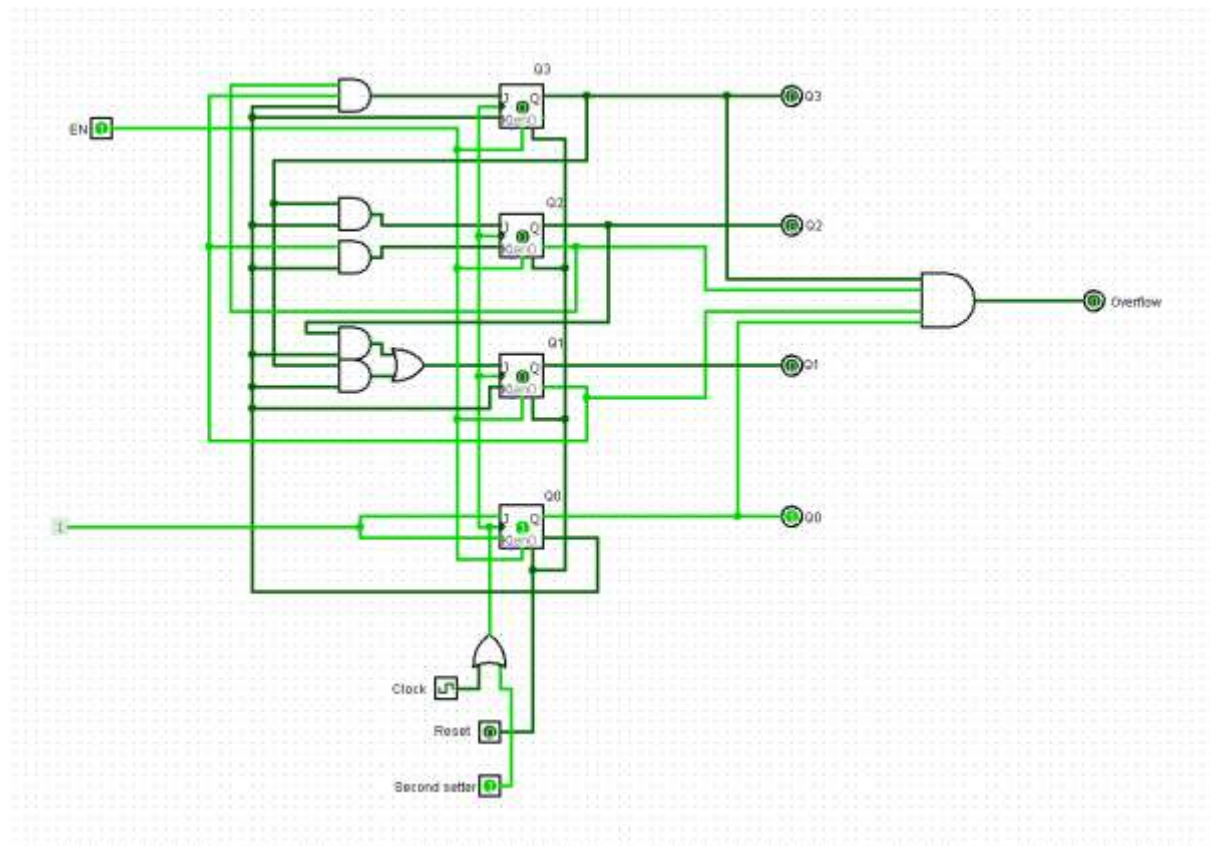 Q3
J Q
Q3
EN
Q2
J Q
Q2
Overflow
Q1
J Q
Q1
Q0
J Q
1
Q0
Clock
Reset
Second setter